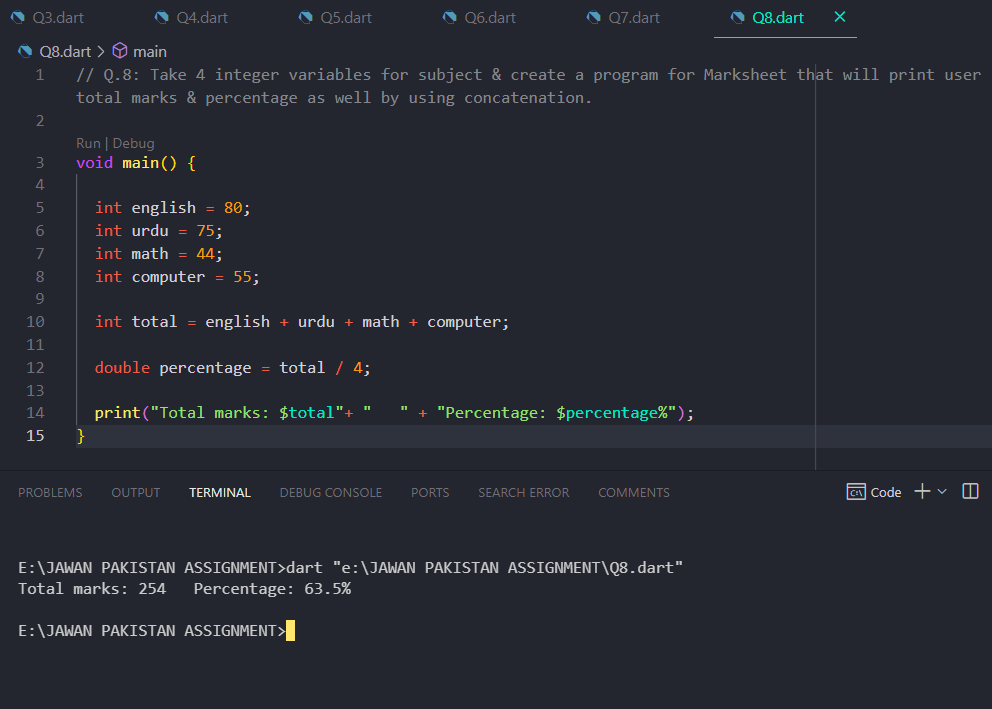 Q3.dart Q4.dart Q5.dart Q6.dart Q7.dart Q8.dart ×
Q8.dart > main
1 // Q.8: Take 4 integer variables for subject & create a program for Marksheet that will print user
total marks & percentage as well by using concatenation.
2
Run | Debug
3 void main() {
4
5 int english = 80;
6 int urdu = 75;
7 int math = 44;
8 int computer = 55;
9
10 int total = english + urdu + math + computer;
11
12 double percentage = total / 4;
13
14 print("Total marks: $total"+ "   " + "Percentage: $percentage%");
15 }
PROBLEMS OUTPUT TERMINAL DEBUG CONSOLE PORTS SEARCH ERROR COMMENTS Code
E:\JAWAN PAKISTAN ASSIGNMENT>dart "e:\JAWAN PAKISTAN ASSIGNMENT\Q8.dart"
Total marks: 254   Percentage: 63.5%
E:\JAWAN PAKISTAN ASSIGNMENT>